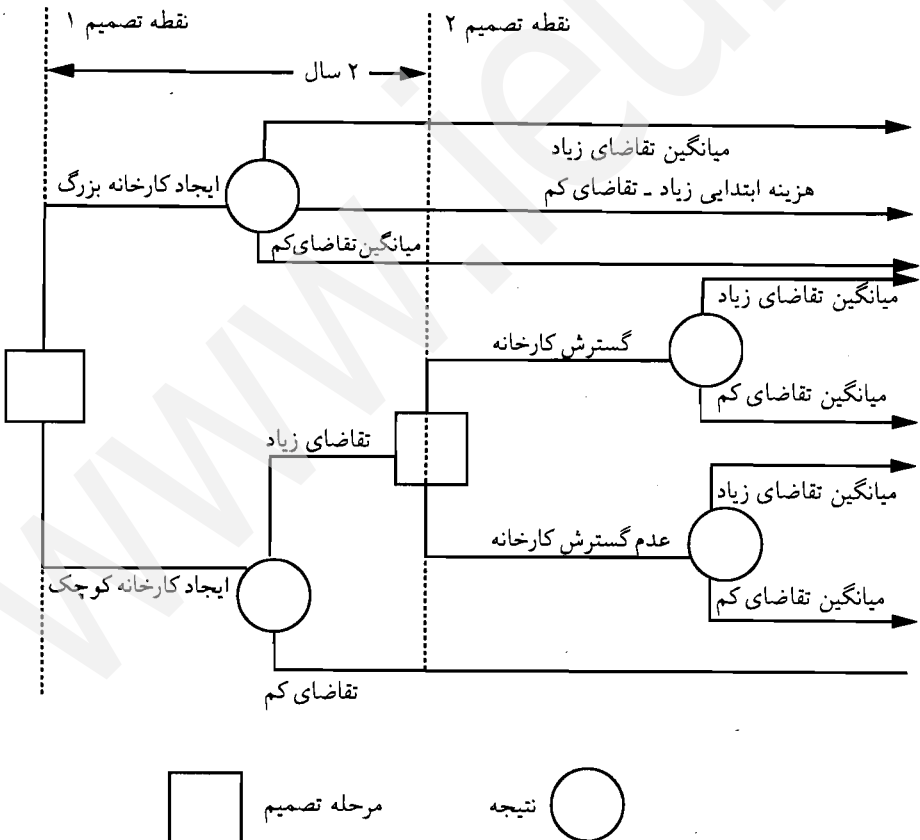 نقطه تصمیم ۱
نقطه تصمیم ۲
۲ سال
میانگین تقاضای زیاد
ایجاد کارخانه بزرگ
هزینه ابتدایی زیاد ـ تقاضای کم
میانگین تقاضای کم
میانگین تقاضای زیاد
گسترش کارخانه
میانگین تقاضای کم
تقاضای زیاد
میانگین تقاضای زیاد
عدم گسترش کارخانه
ایجاد کارخانه کوچک
میانگین تقاضای کم
تقاضای کم
نتیجه
مرحله تصمیم